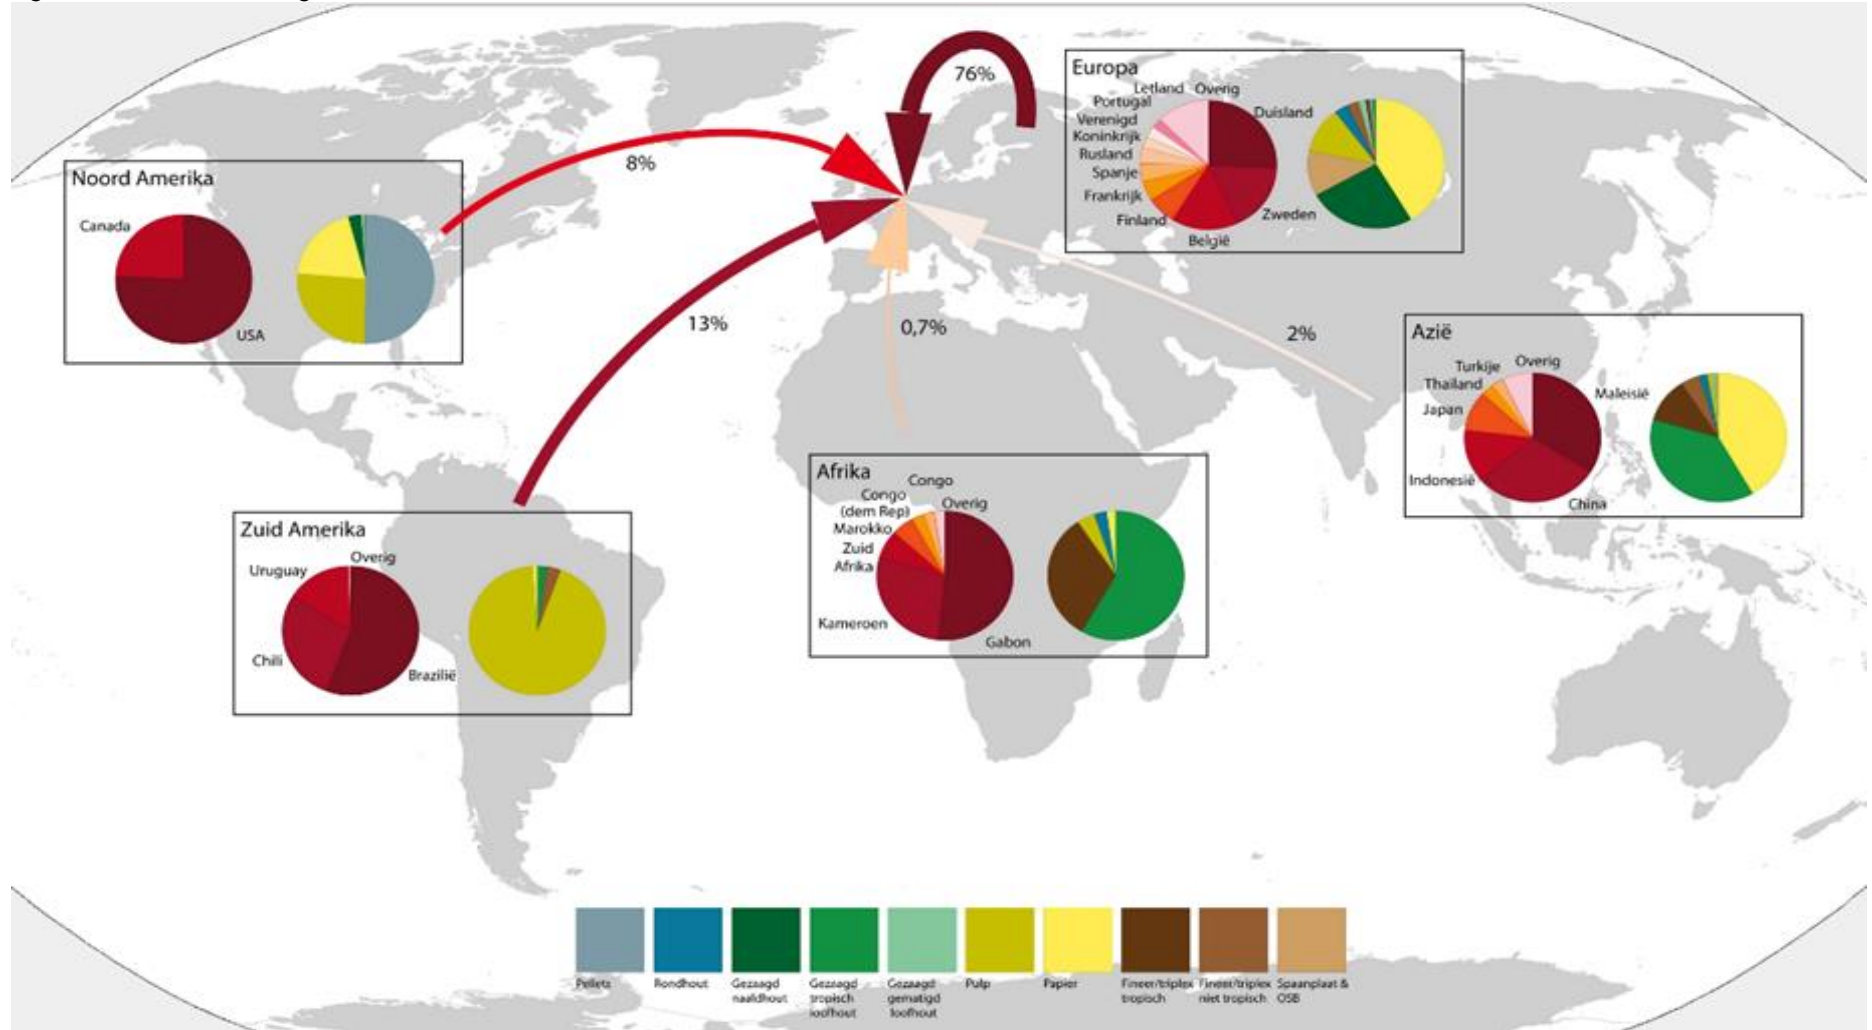 76%
Europa
Letland Overig
Portugal
Duisland
Verenigd
Koninkrijk
Rusland
Spanje
Frankrijk
Zweden
Finland
België
8%
Noord Amerika
Canada
USA
13%
0,7%
2%
Azië
Turkije
Overig
Thailand
Maleisië
Japan
Indonesië
China
Afrika
Congo
Congo
(dem Rep)
Overig
Marokko
Zuid
Afrika
Kameroen
Gabon
Zuid Amerika
Overig
Uruguay
Chili
Brazilië
Pellets
Rondhout
Gezaagd
naaldhout
Gezaagd
tropisch
loofhout
Gezaagd
gematigd
loofhout
Pulp
Papier
Fineer/triplex
tropisch
Fineer/triplex
niet tropisch
Spaanplaat &
OSB